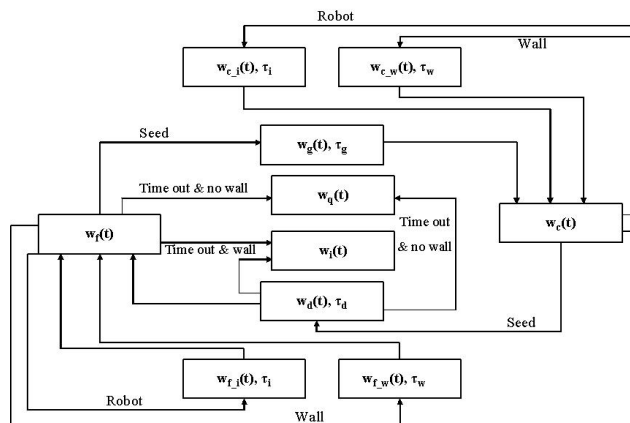 Robot
Wall
w_c_i(t), τ_i
w_c_w(t), τ_w
Seed
w_g(t), τ_g
Time out & no wall
w_q(t)
w_f(t)
w_c(t)
Time out
& no wall
Time out & wall
w_i(t)
w_d(t), τ_d
Seed
w_f_i(t), τ_i
w_f_w(t), τ_w
Robot
Wall